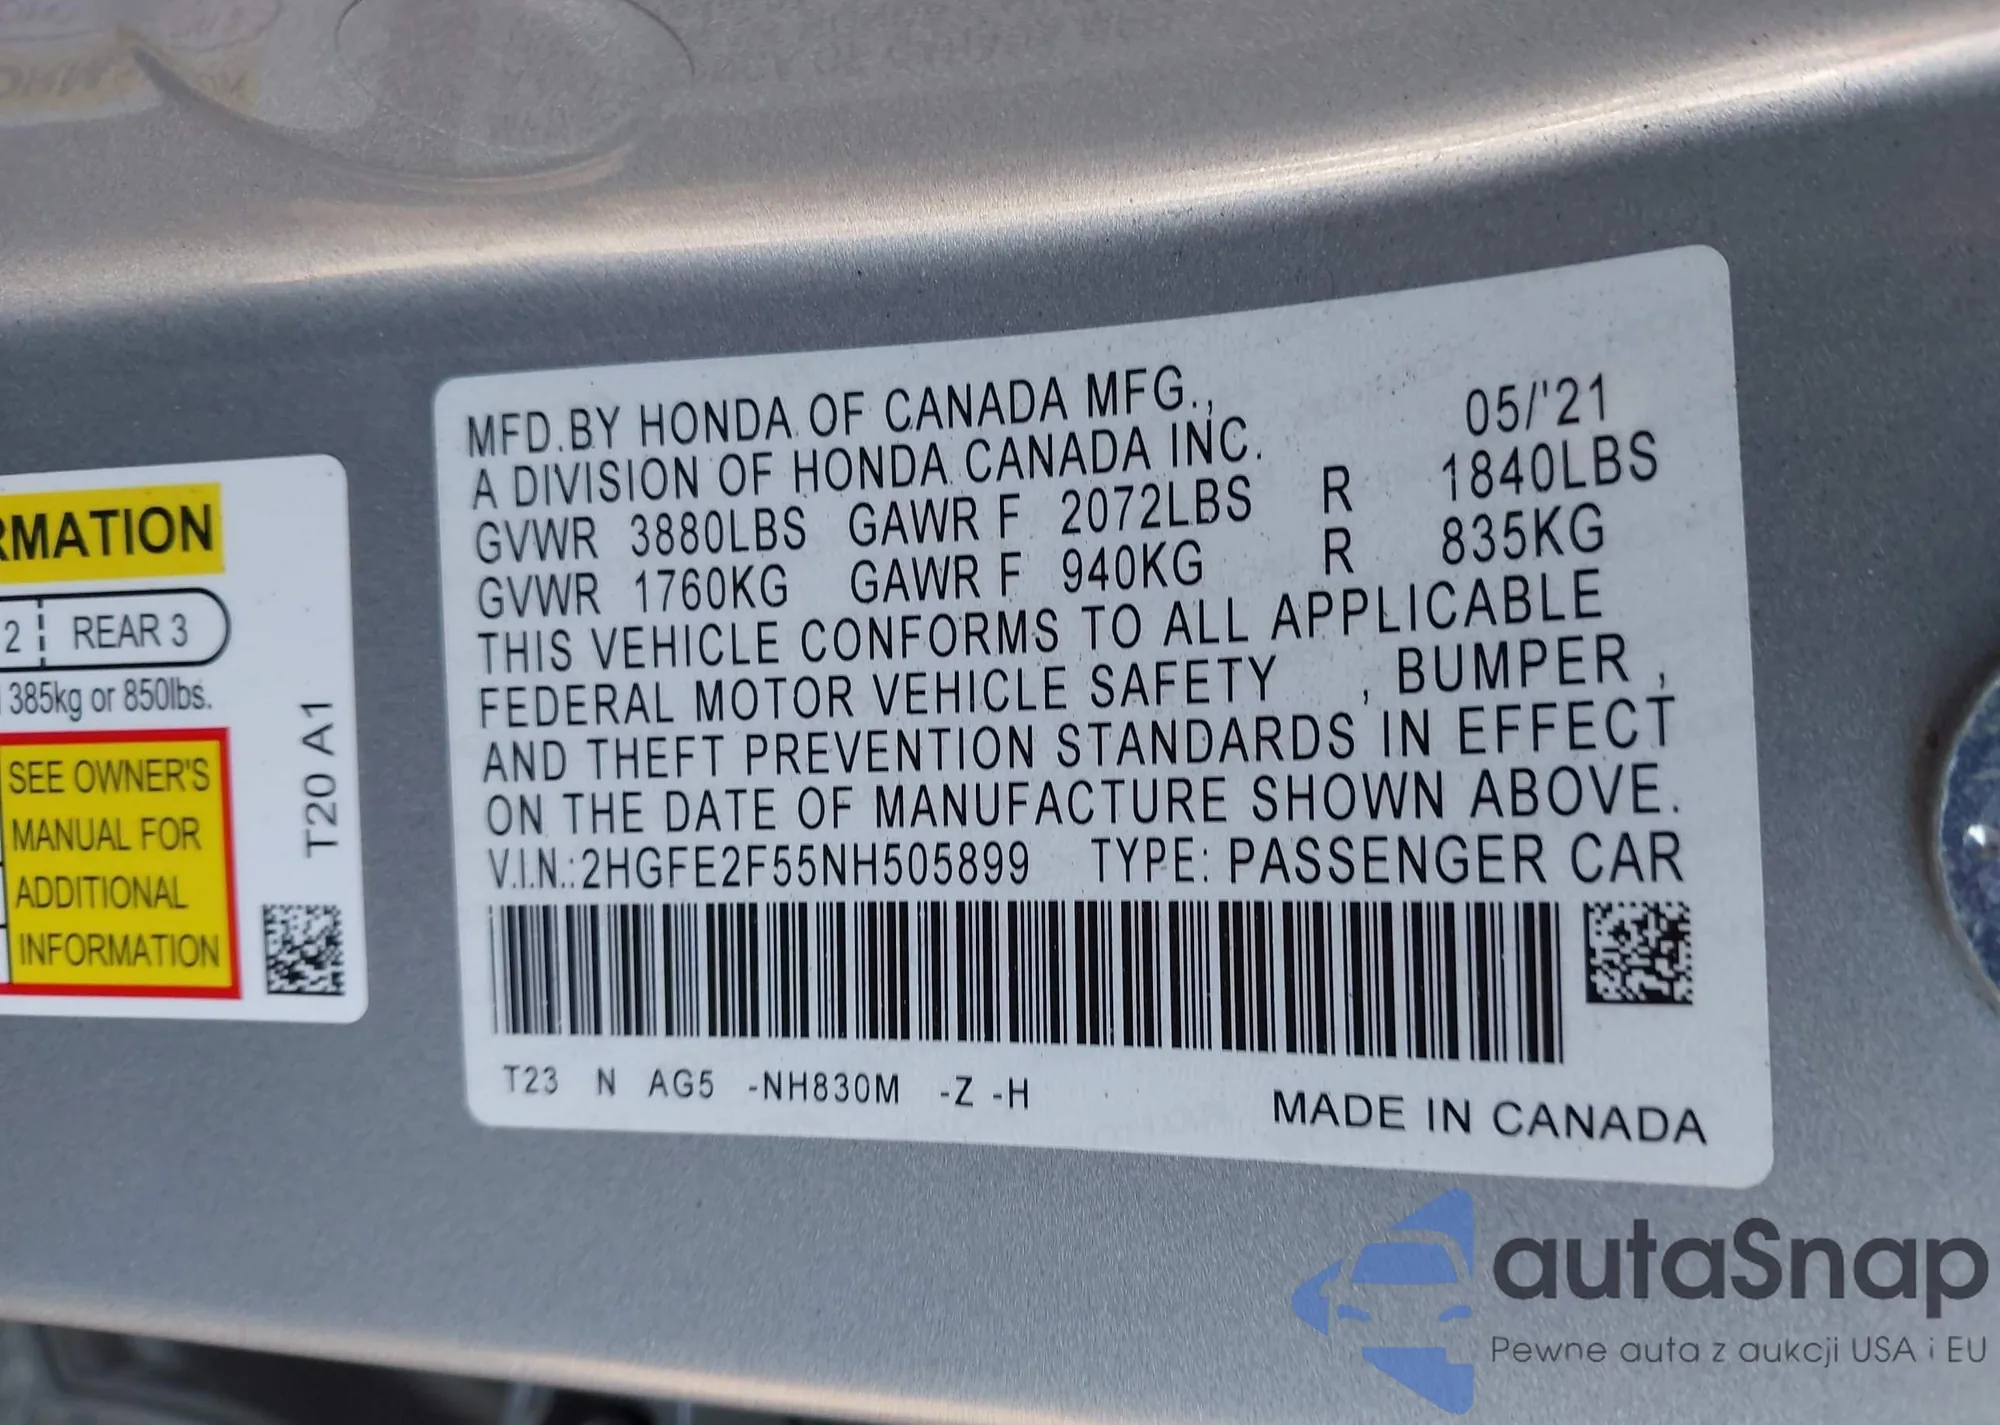 RMATION
2 REAR 3
385kg or 850lbs.
SEE OWNER'S
MANUAL FOR
ADDITIONAL
INFORMATION
T20 A1
MFD.BY HONDA OF CANADA MFG., 05/'21
A DIVISION OF HONDA CANADA INC.
GVWR 3880LBS GAWR F 2072LBS R 1840LBS
GVWR 1760KG GAWR F 940KG R 835KG
THIS VEHICLE CONFORMS TO ALL APPLICABLE
FEDERAL MOTOR VEHICLE SAFETY , BUMPER ,
AND THEFT PREVENTION STANDARDS IN EFFECT
ON THE DATE OF MANUFACTURE SHOWN ABOVE.
V.I.N.:2HGFE2F55NH505899 TYPE: PASSENGER CAR
T23 N AG5 -NH830M -Z -H
MADE IN CANADA
autaSnap
Pewne auta z aukcji USA i EU